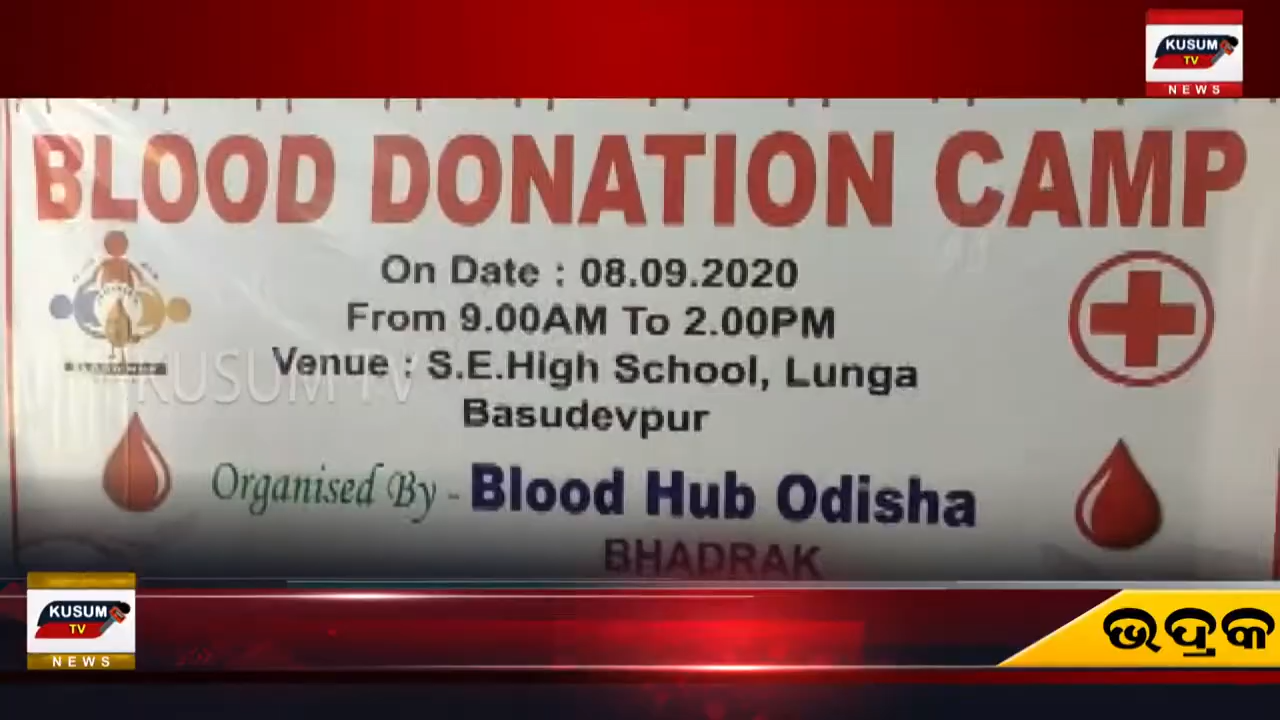 KUSUM
TV
NEWS
BLOOD DONATION CAMP
On Date : 08.09.2020
From 9.00AM To 2.00PM
Venue : S.E.High School, Lunga
KUSUM TV
Basudevpur
Organised By - Blood Hub Odisha
BHADRAK
KUSUM
TV
NEWS
ଭଦ୍ରକ